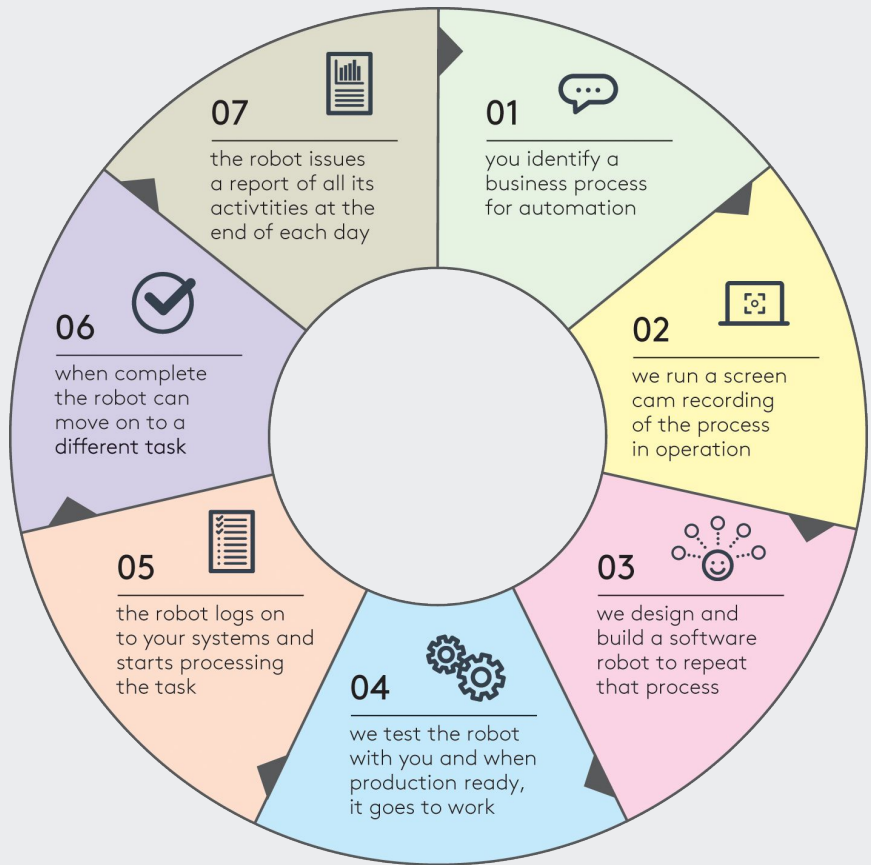 01
you identify a
business process
for automation
02
we run a screen
cam recording
of the process
in operation
03
we design and
build a software
robot to repeat
that process
04
we test the robot
with you and when
production ready,
it goes to work
05
the robot logs on
to your systems and
starts processing
the task
06
when complete
the robot can
move on to a
different task
07
the robot issues
a report of all its
activtities at the
end of each day